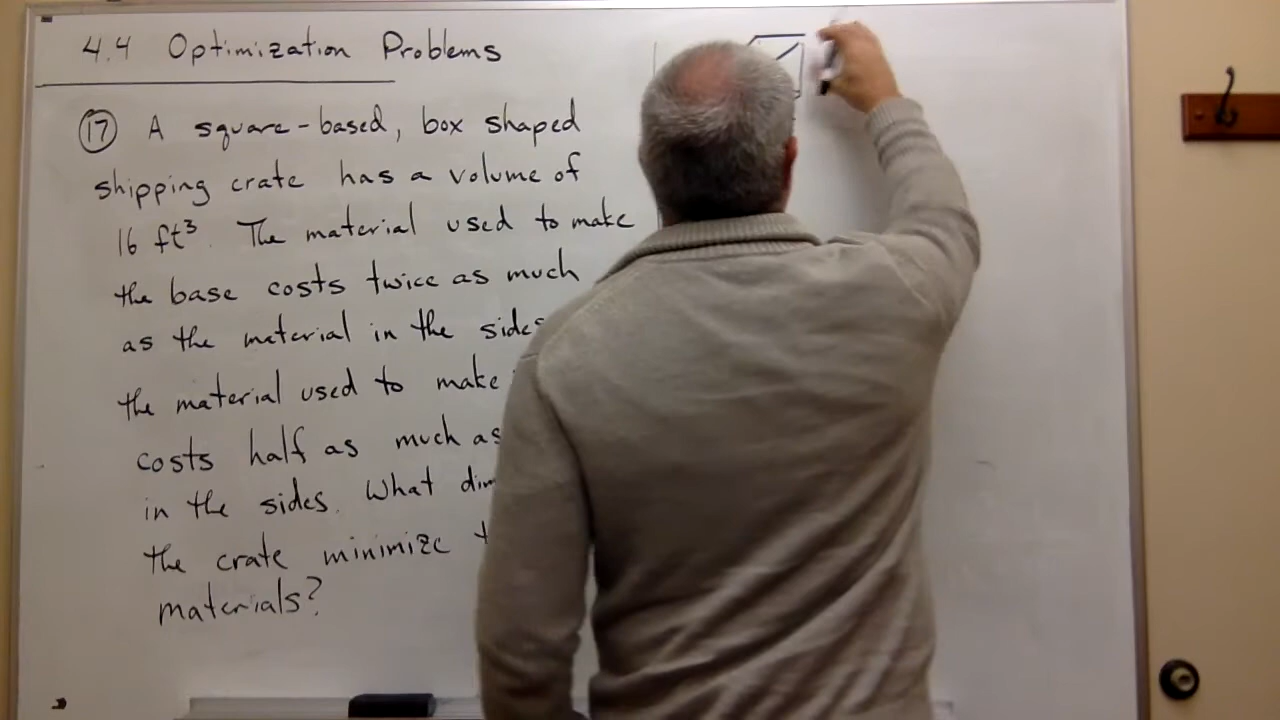 4.4 Optimization Problems
17 A square-based, box shaped
shipping crate has a volume of
16 ft³. The material used to make
the base costs twice as much
as the material in the sides
the material used to make
costs half as much as
in the sides. What
the crate minimize
materials?